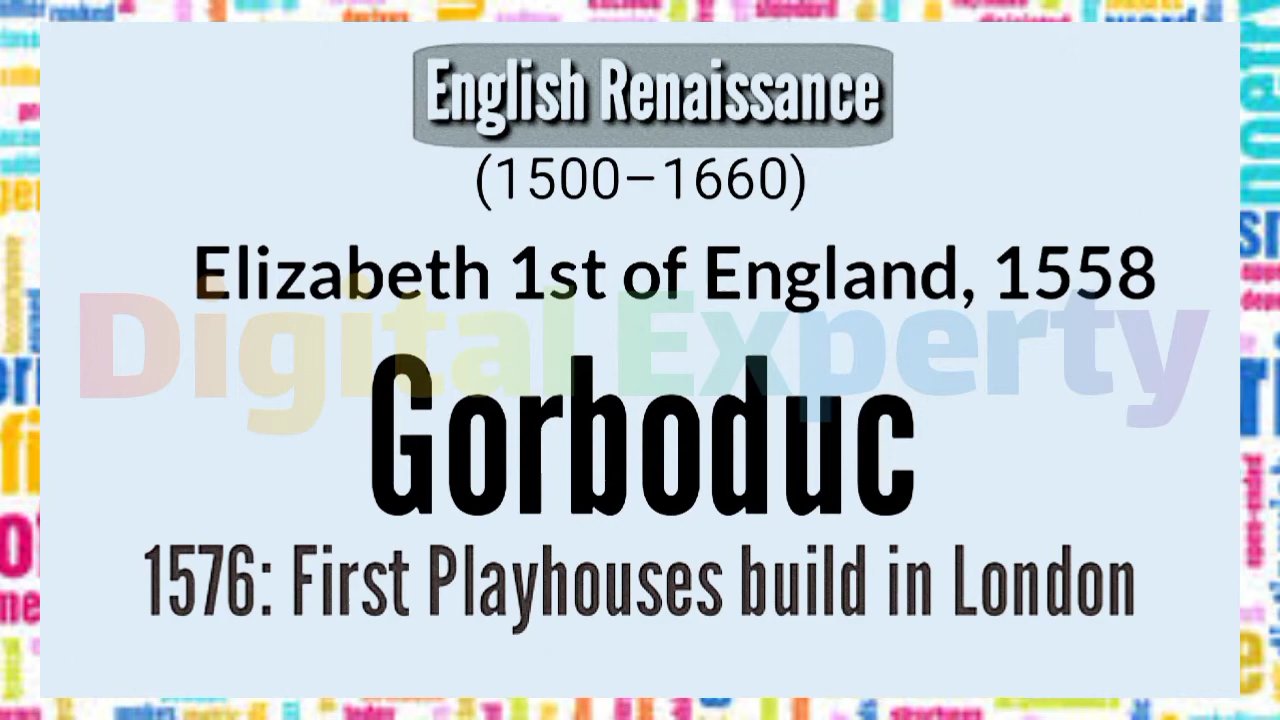 English Renaissance
(1500–1660)
Elizabeth 1st of England, 1558
Digital Experty
Gorboduc
1576: First Playhouses build in London